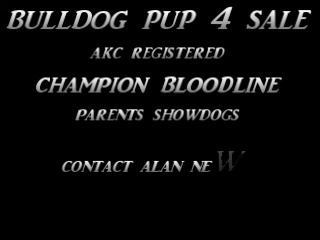 BULLDOG PUP 4 SALE
AKC REGISTERED
CHAMPION BLOODLINE
PARENTS SHOWDOGS
CONTACT ALAN NEW